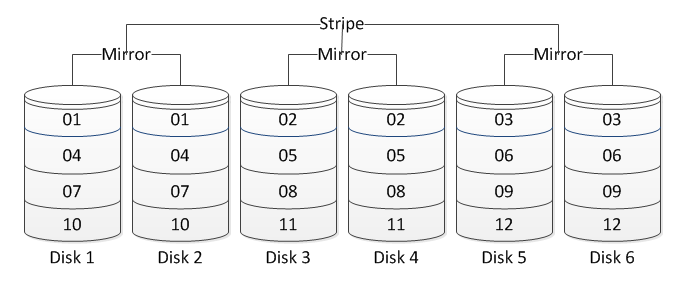 Stripe
Mirror Mirror Mirror
01 01 02 02 03 03
04 04 05 05 06 06
07 07 08 08 09 09
10 10 11 11 12 12
Disk 1 Disk 2 Disk 3 Disk 4 Disk 5 Disk 6